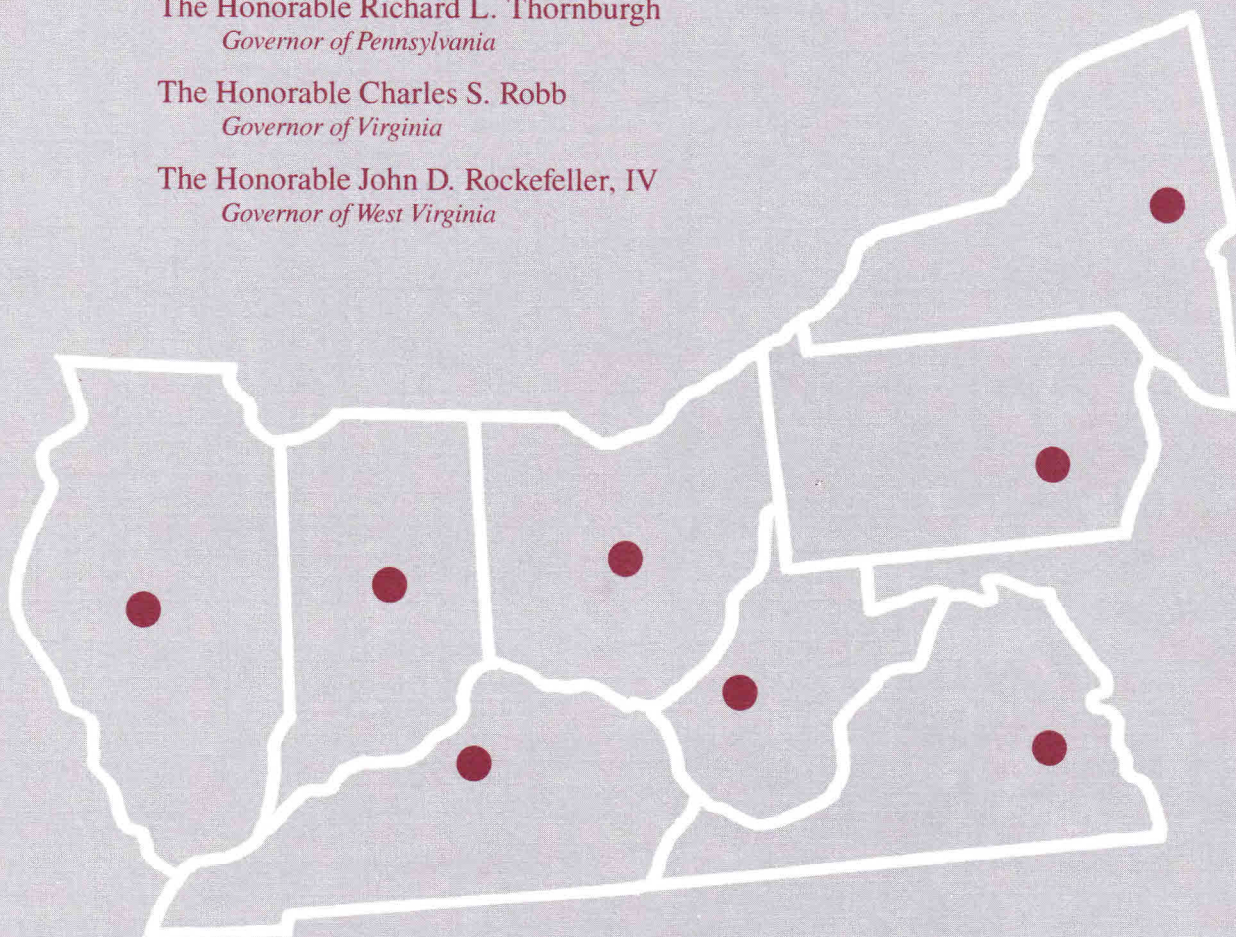 The Honorable Richard L. Thornburgh
Governor of Pennsylvania
The Honorable Charles S. Robb
Governor of Virginia
The Honorable John D. Rockefeller, IV
Governor of West Virginia